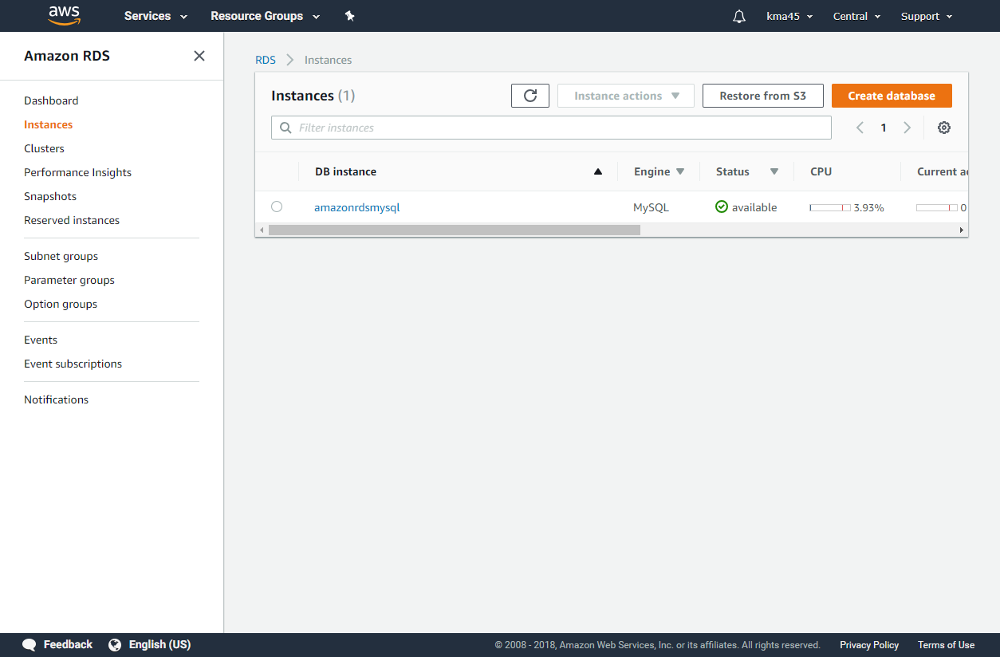 aws Services Resource Groups kma45 Central Support
Amazon RDS
Dashboard
Instances
Clusters
Performance Insights
Snapshots
Reserved instances
Subnet groups
Parameter groups
Option groups
Events
Event subscriptions
Notifications
RDS Instances
Instances (1) Instance actions Restore from S3 Create database
Filter instances 1
DB instance Engine Status CPU Current
amazonrdsmysql MySQL available 3.93% 0
Feedback English (US) © 2008 - 2018, Amazon Web Services, Inc. or its affiliates. All rights reserved. Privacy Policy Terms of Use